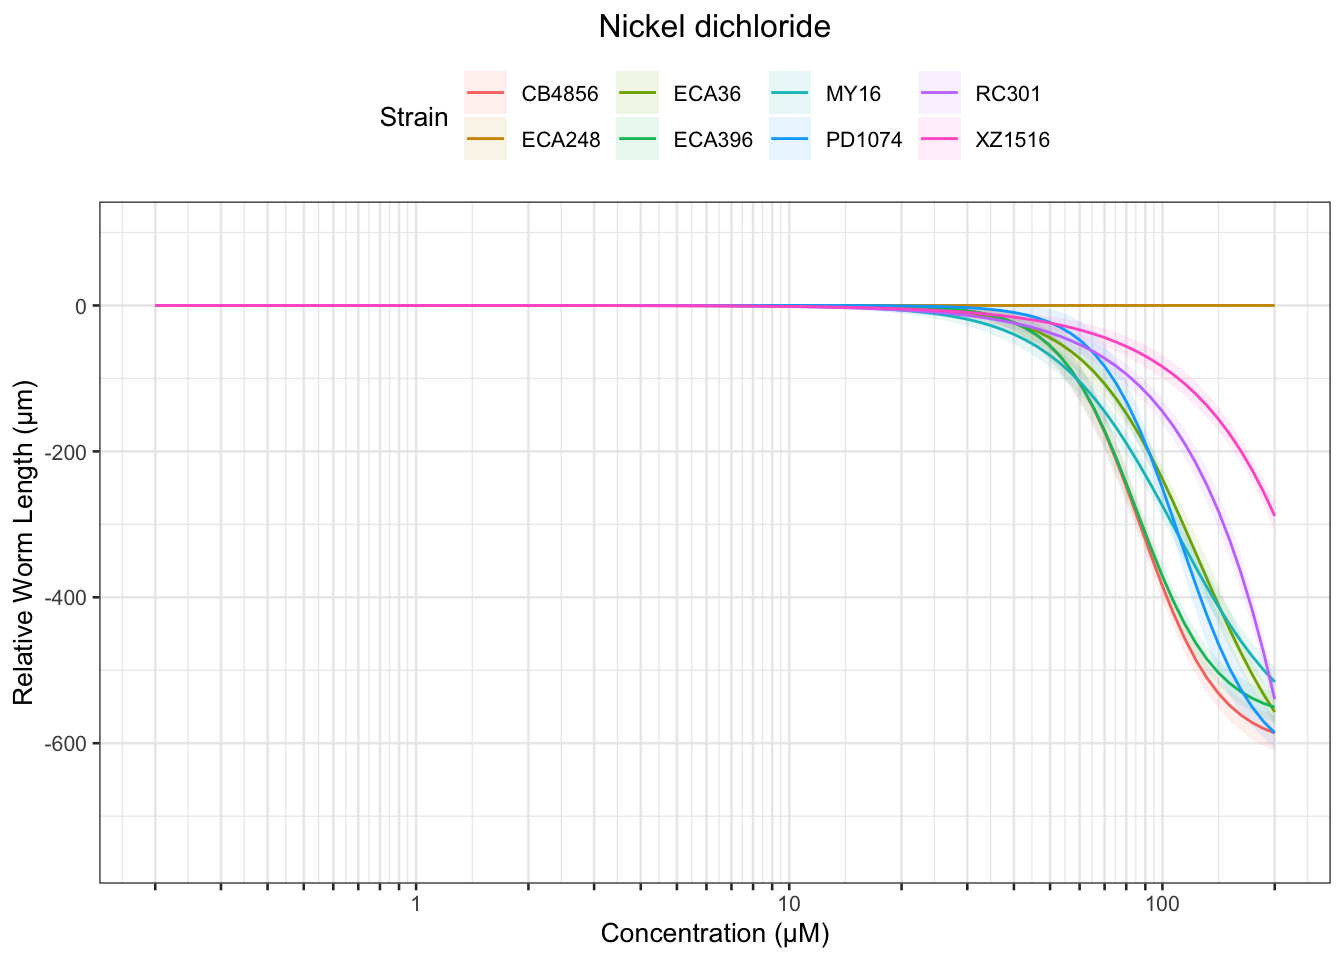 Nickel dichloride
Strain
CB4856 ECA36 MY16 RC301
ECA248 ECA396 PD1074 XZ1516
0
-200
-400
-600
Relative Worm Length (µm)
1 10 100
Concentration (µM)